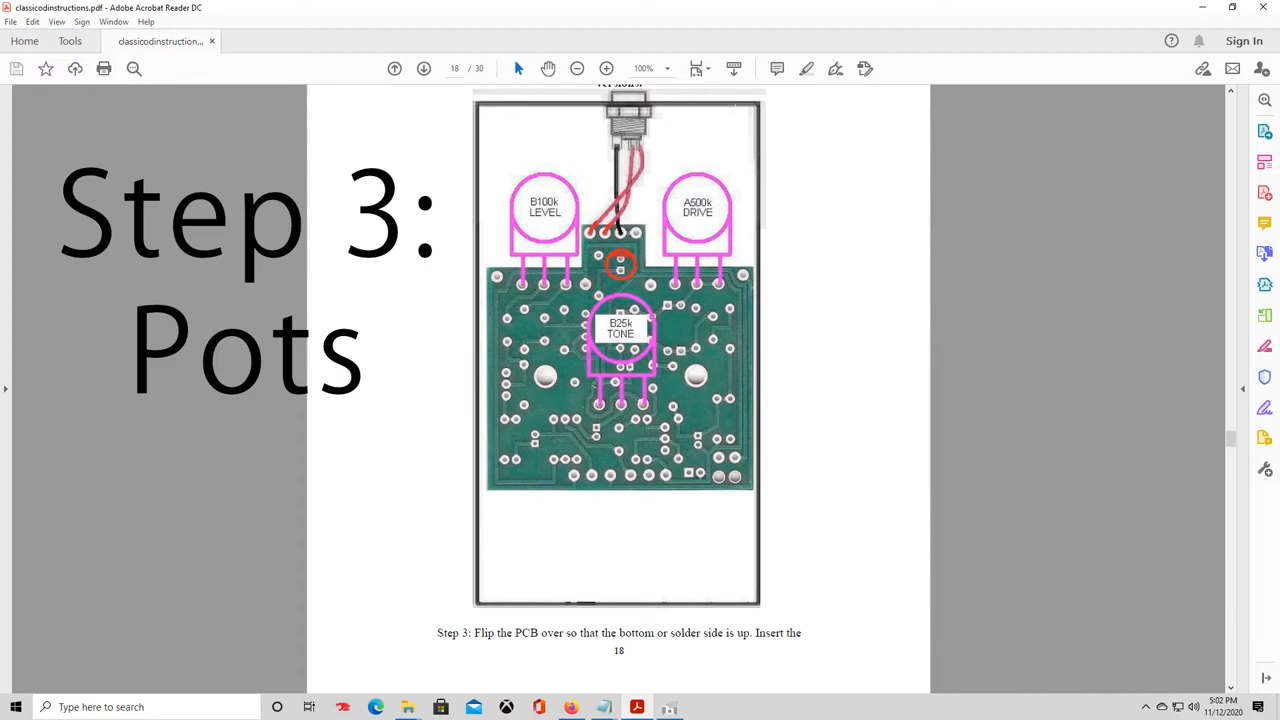 classicodinstructions.pdf - Adobe Acrobat Reader DC
File Edit View Sign Window Help
Home Tools classicodinstruction... × Sign In
18 / 30 100%
versions.
Step 3:
Pots
B100k
LEVEL
A500k
DRIVE
B25k
TONE
Step 3: Flip the PCB over so that the bottom or solder side is up. Insert the
18
Type here to search
5:02 PM
11/12/2020